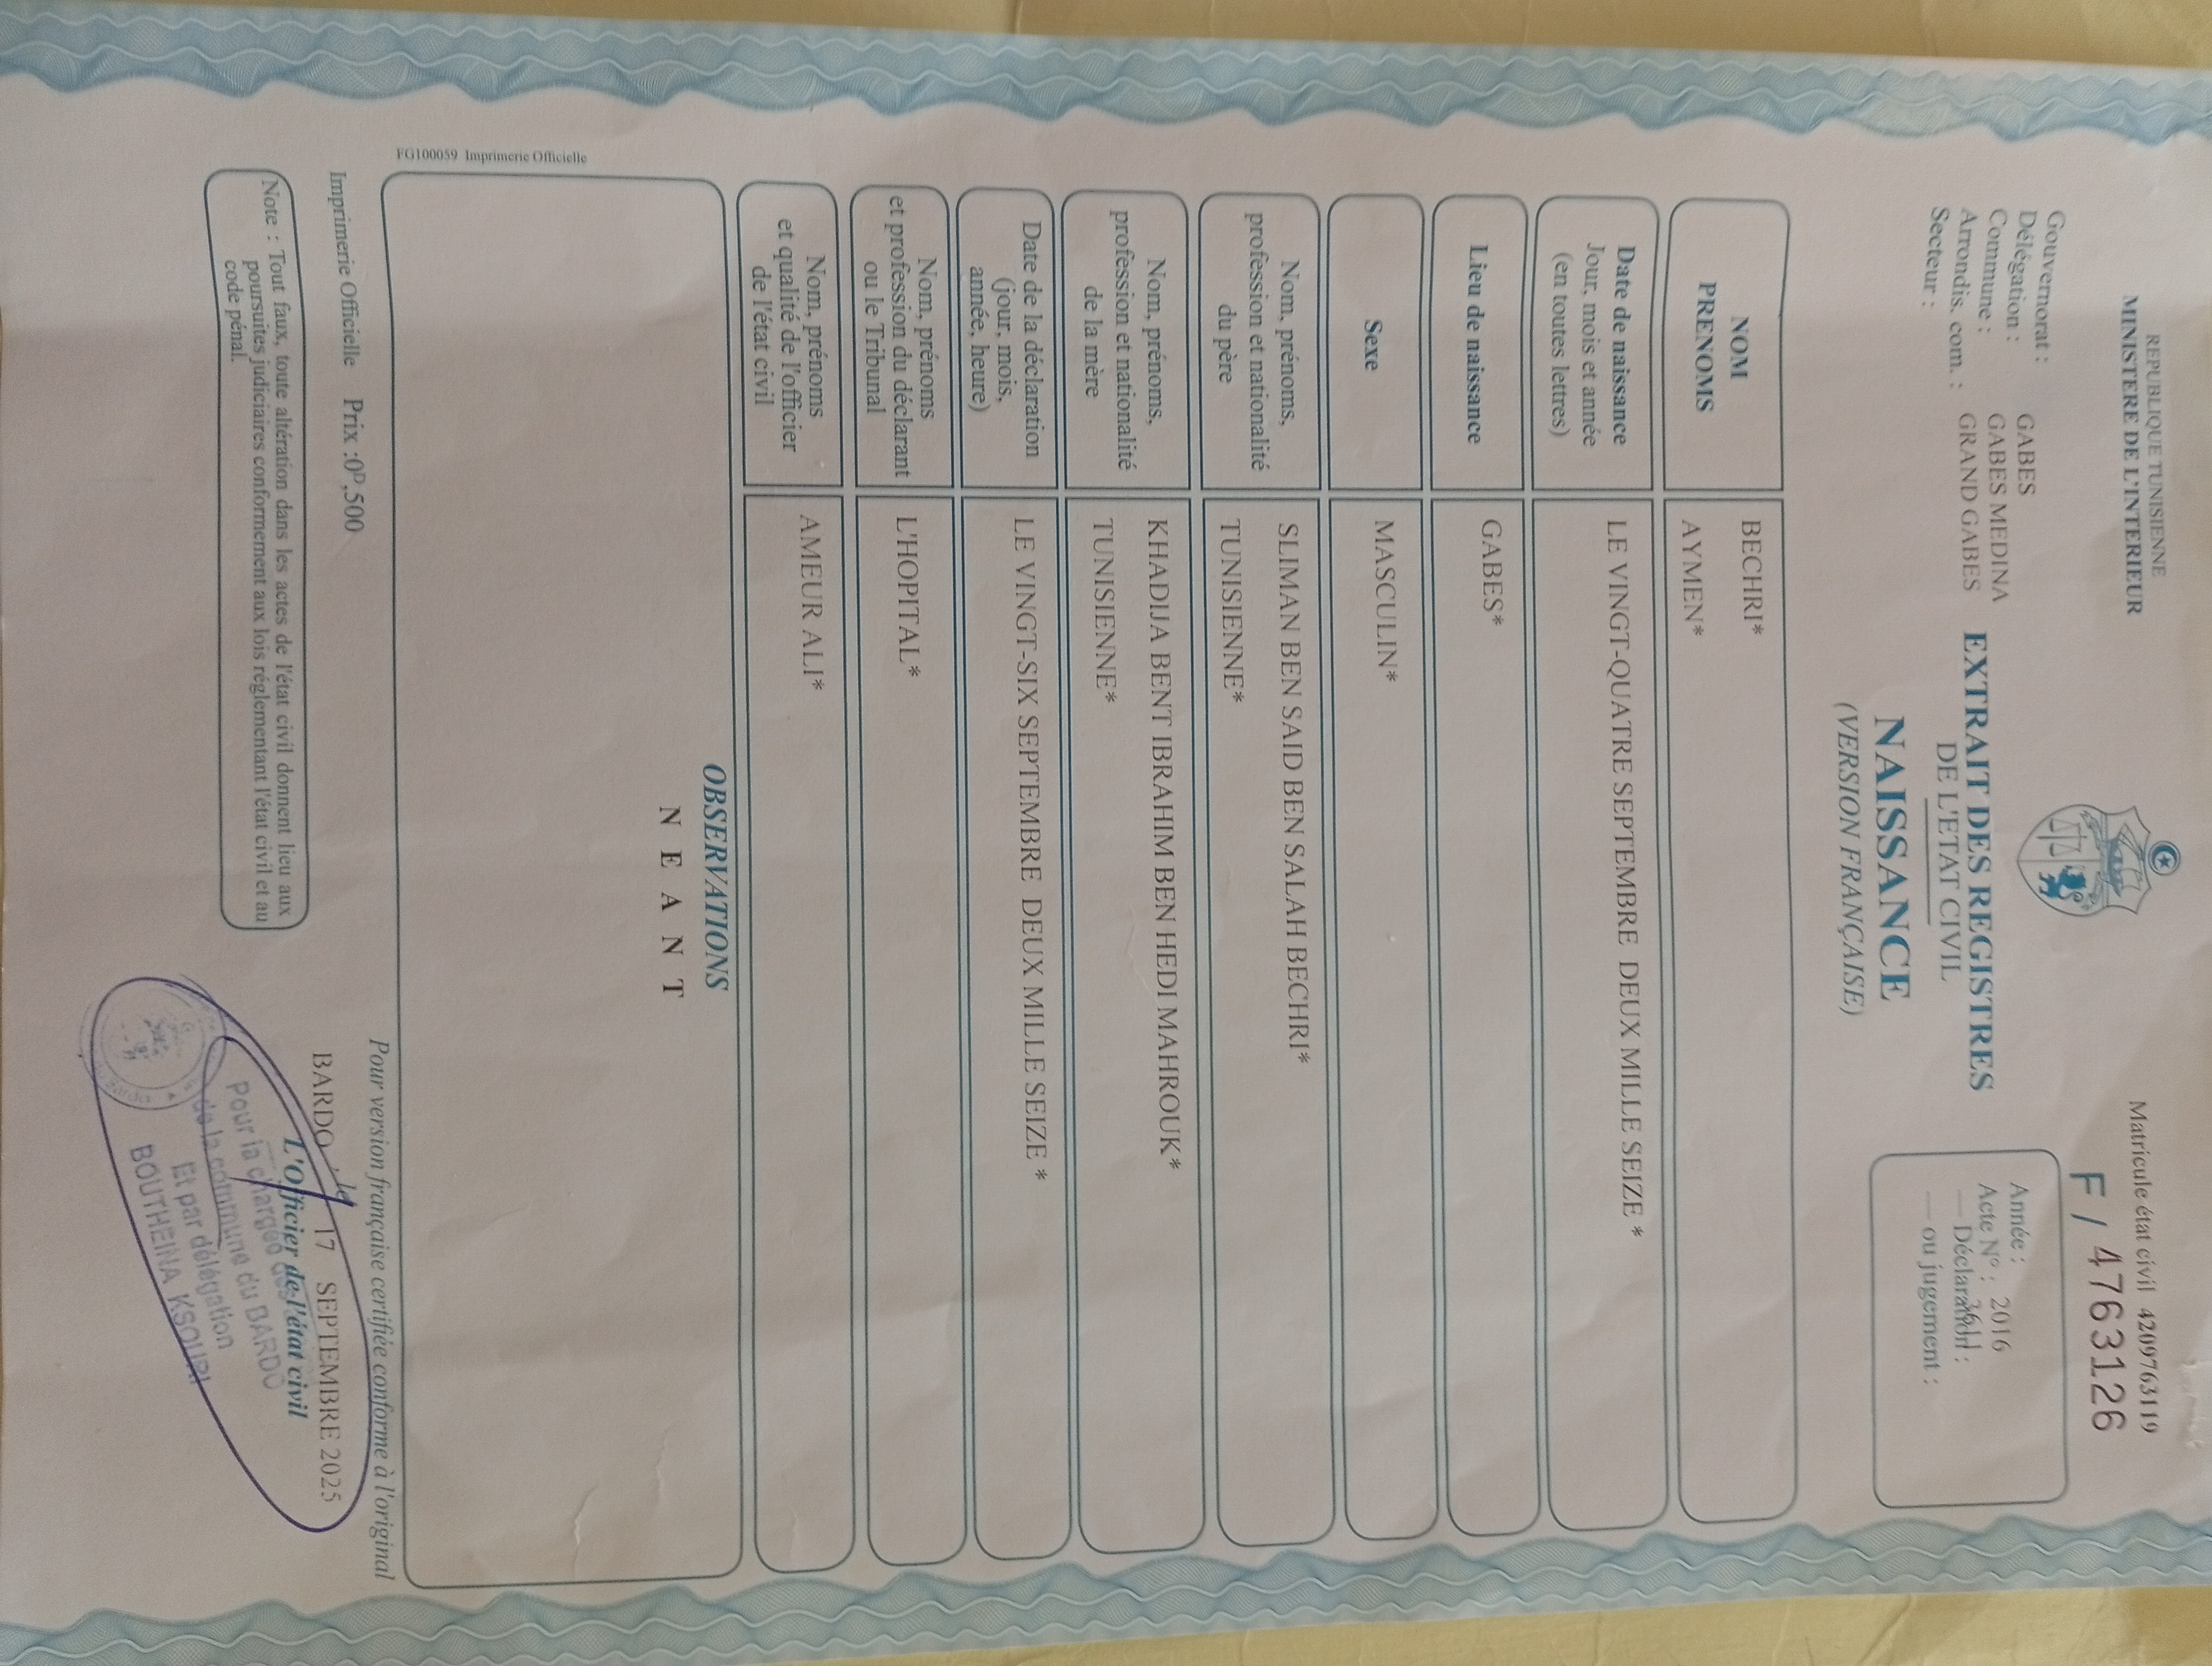 REPUBLIQUE TUNISIENNE
MINISTERE DE L'INTERIEUR
Gouvernorat :
Délégation : GABES
Commune : GABES MEDINA
Arrondis. com. : GRAND GABES
Secteur :
EXTRAIT DES REGISTRES
DE L'ETAT CIVIL
NAISSANCE
(VERSION FRANÇAISE)
Matricule état civil 4209763119
F / 4763126
Année :
Acte N° : 2016
Déclaration :
ou jugement :
NOM
PRENOMS
BECHRI*
AYMEN*
Date de naissance
Jour, mois et année
(en toutes lettres)
LE VINGT-QUATRE SEPTEMBRE DEUX MILLE SEIZE *
Lieu de naissance
GABES*
Sexe
MASCULIN*
Nom, prénoms,
profession et nationalité
du père
SLIMAN BEN SAID BEN SALAH BECHRI*
TUNISIENNE*
Nom, prénoms,
profession et nationalité
de la mère
KHADIJA BENT IBRAHIM BEN HEDI MAHROUK*
TUNISIENNE*
Date de la déclaration
(jour, mois,
année, heure)
LE VINGT-SIX SEPTEMBRE DEUX MILLE SEIZE *
Nom, prénoms
et profession du déclarant
ou le Tribunal
L'HOPITAL*
Nom, prénoms
et qualité de l'officier
de l'état civil
AMEUR ALI*
OBSERVATIONS
N E A N T
FG100059 Imprimerie Officielle
Imprimerie Officielle Prix :0ᴰ,500
Note : Tout faux, toute altération dans les actes de l'état civil donnent lieu aux
poursuites judiciaires conformement aux lois réglementant l'état civil et au
code pénal.
Pour version française certifiée conforme à l'original
BARDO le 17 SEPTEMBRE 2025
L'Officier de l'état civil
Pour la chargée des
de la commune du BARDO
Et par délégation
BOUTHEINA KSOURI